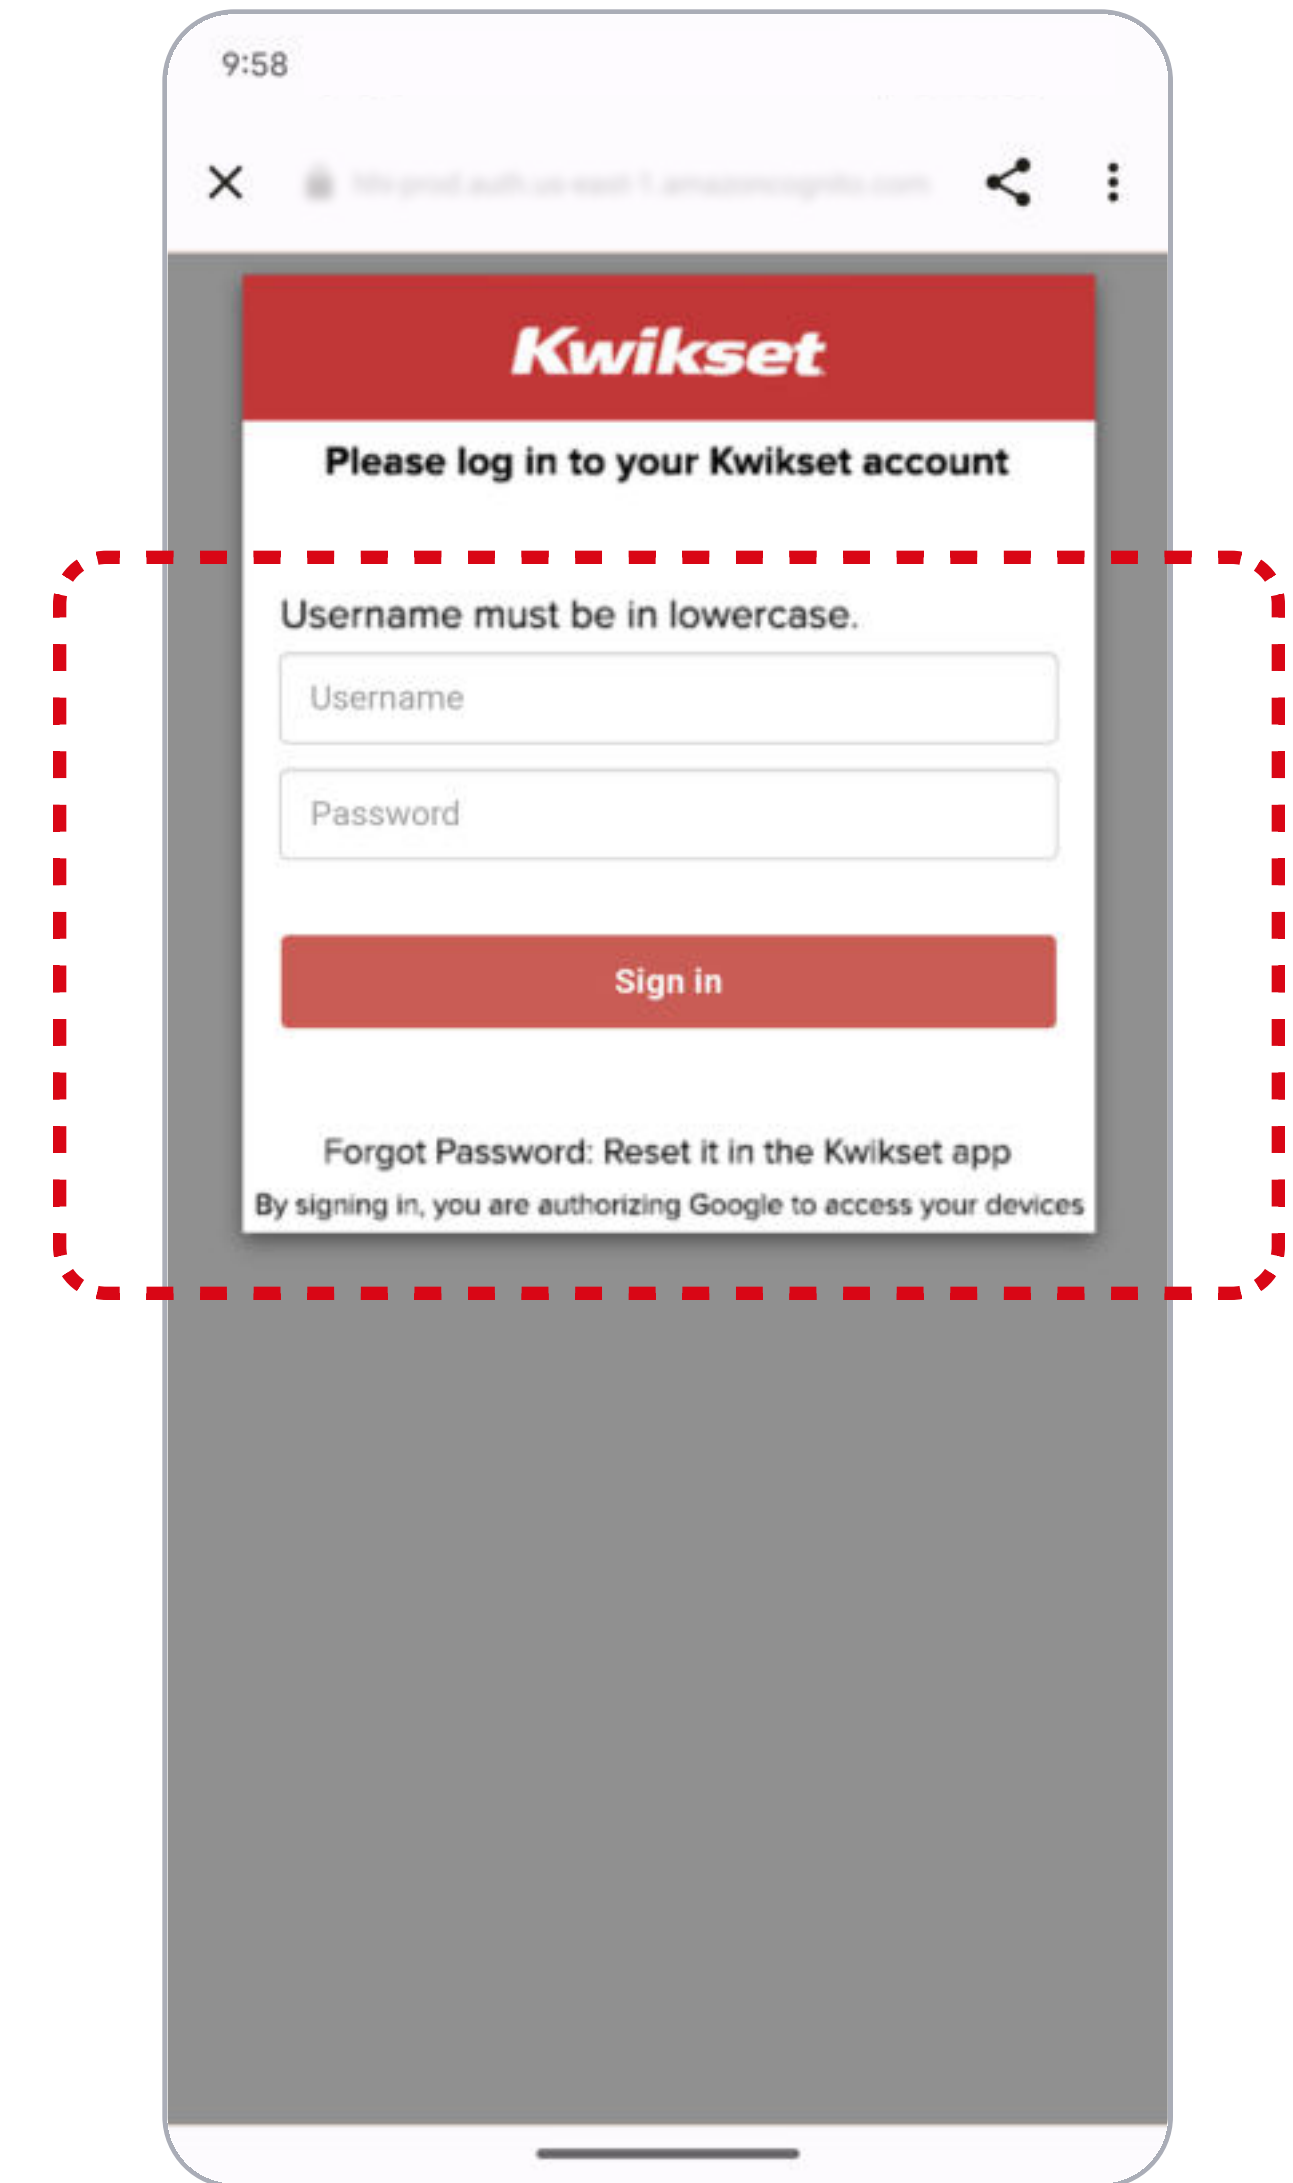 9:58
Kwikset
Please log in to your Kwikset account
Username must be in lowercase.
Username
Password
Sign in
Forgot Password: Reset it in the Kwikset app
By signing in, you are authorizing Google to access your devices